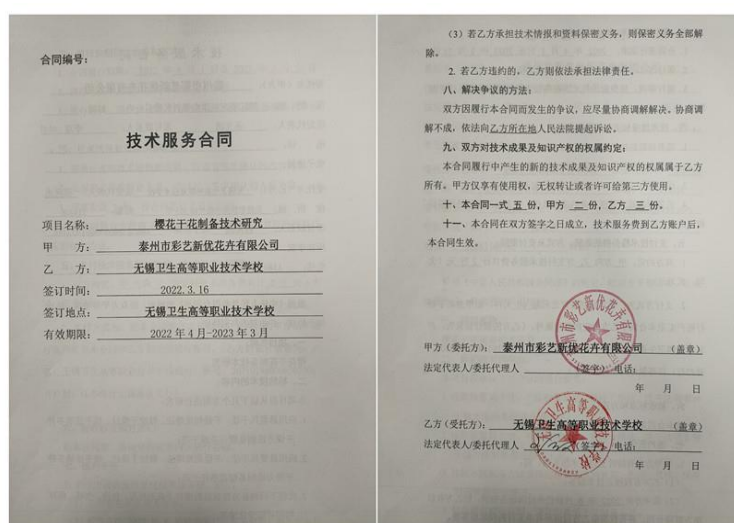 合同编号：
技术服务合同
项目名称： 樱花干花制备技术研究
甲 方： 泰州市彩艺新优花卉有限公司
乙 方： 无锡卫生高等职业技术学校
签订时间： 2022.3.16
签订地点： 无锡卫生高等职业技术学校
有效期限： 2022 年 4 月-2023 年 3 月
（3）若乙方承担技术情报和资料保密义务，则保密义务全部解
除。
2. 若乙方违约的，乙方则依法承担法律责任。
八、解决争议的方法：
双方因履行本合同而发生的争议，应尽量协商调解解决。协商调
解不成，依法向乙方所在地人民法院提起诉讼。
九、双方对技术成果及知识产权的权属约定：
本合同履行中产生的新的技术成果及知识产权的权属属于乙方
所有。甲方仅享有使用权，无权转让或者许可给第三方使用。
十、本合同一式 五 份，甲方 二 份，乙方 三 份。
十一、本合同在双方签字之日成立，技术服务费到乙方账户后，
本合同生效。
甲方（委托方）： 泰州市彩艺新优花卉有限公司 （盖章）
法定代表人/委托代理人 （签字） 电话：
年 月 日
乙方（受托方）： 无锡卫生高等职业技术学校 （盖章）
法定代表人/委托代理人 （签字） 电话：
年 月 日